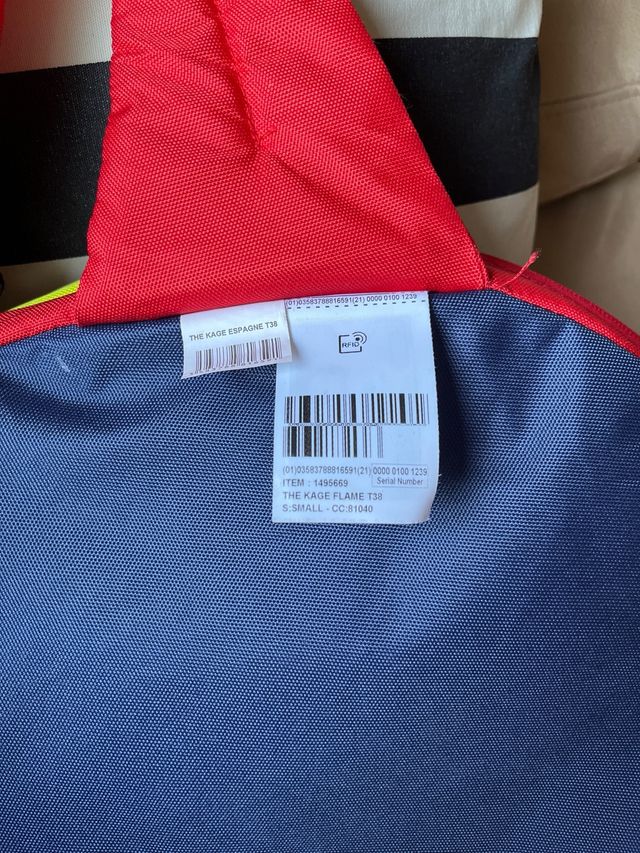 THE KAGE ESPAGNE T38
(01)03583788816591(21) 0000 0100 1239
RFID
(01)03583788816591(21) 0000 0100 1239
Serial Number
ITEM : 1495669
THE KAGE FLAME T38
S:SMALL - CC:81040